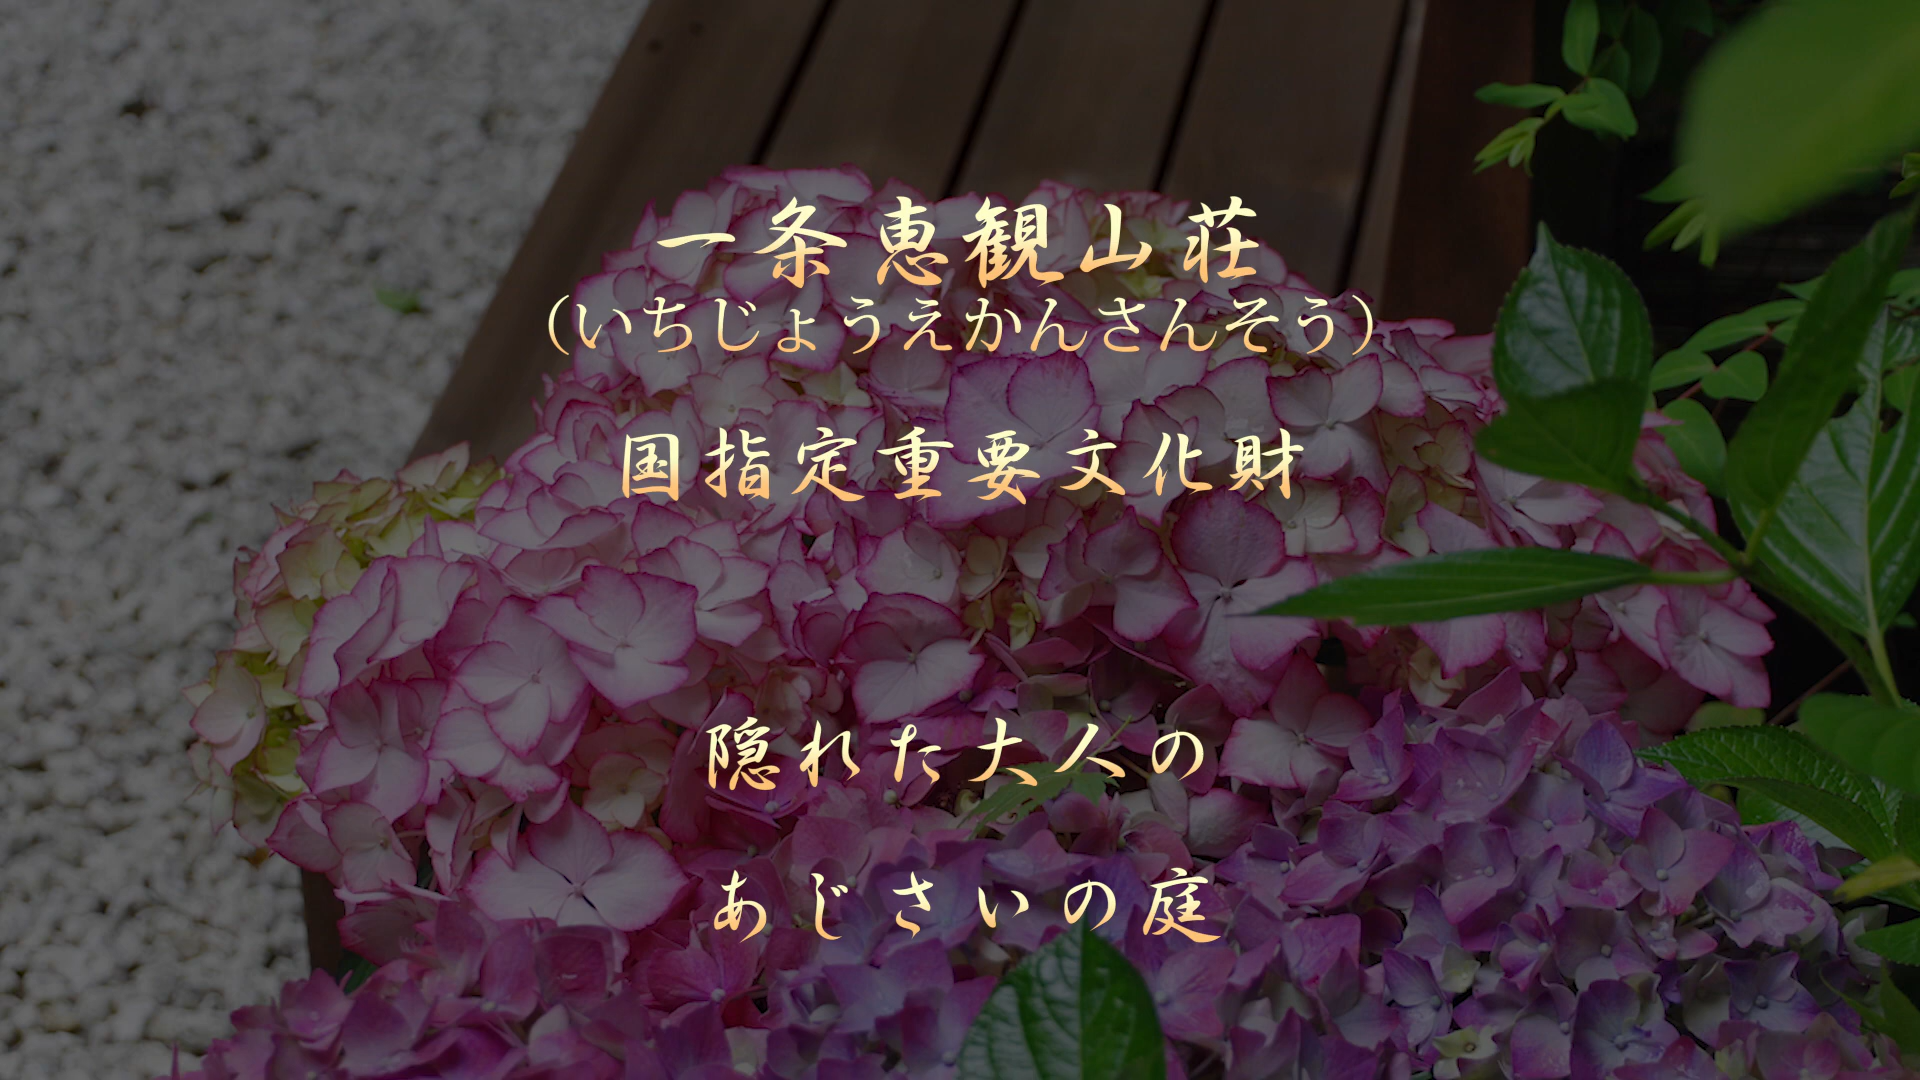 一条恵観山荘
（いちじょうえかんさんそう）
国指定重要文化財
隠れた大人の
あじさいの庭